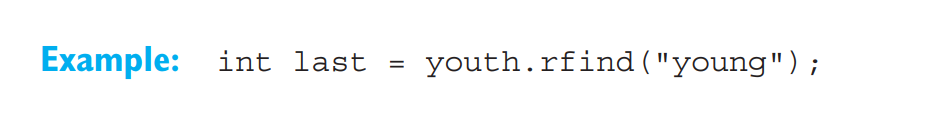 Example: int last = youth.rfind("young");